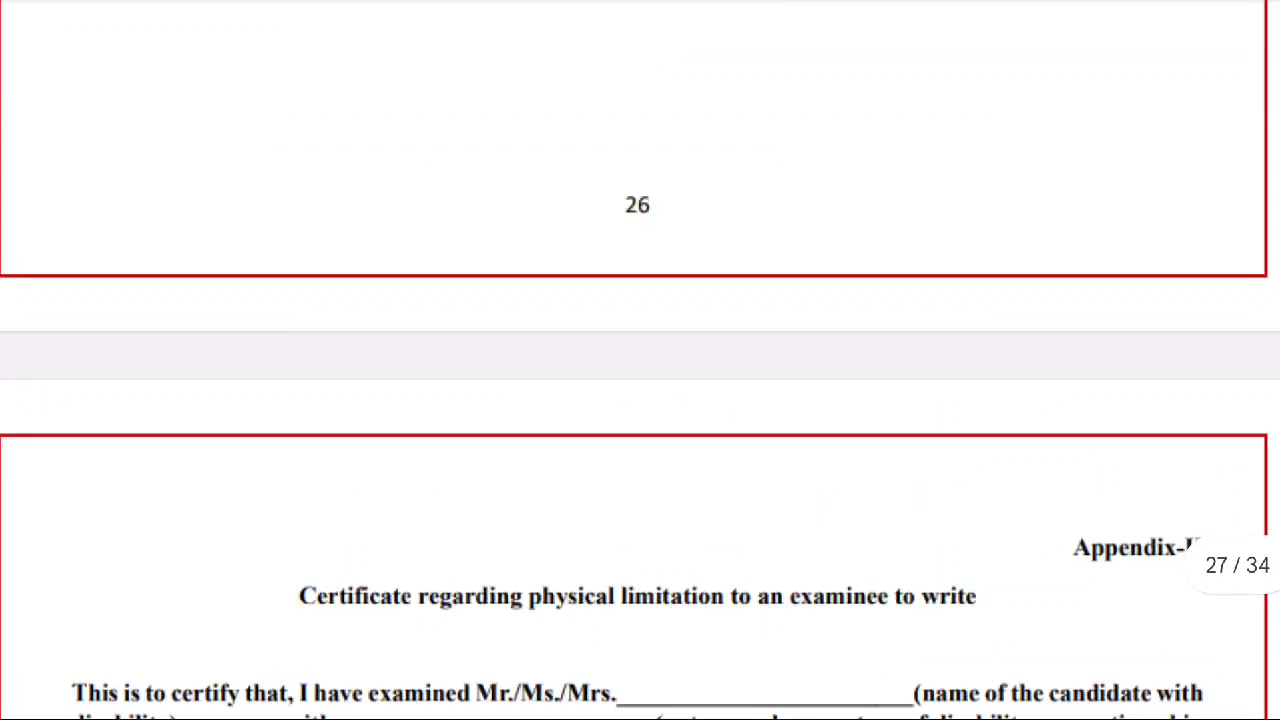 26
Appendix-
27 / 34
Certificate regarding physical limitation to an examinee to write
This is to certify that, I have examined Mr./Ms./Mrs.______________________(name of the candidate with